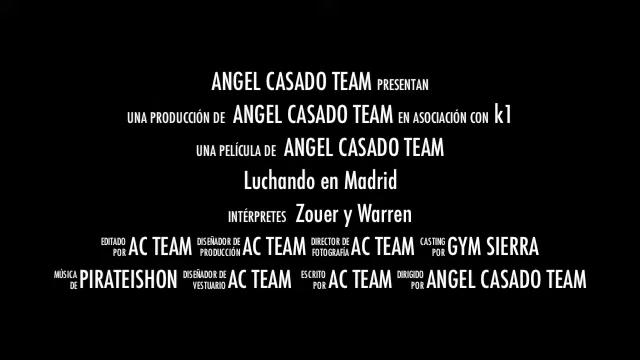 ANGEL CASADO TEAM PRESENTAN
UNA PRODUCCIÓN DE ANGEL CASADO TEAM EN ASOCIACIÓN CON k1
UNA PELÍCULA DE ANGEL CASADO TEAM
Luchando en Madrid
INTÉRPRETES Zouer y Warren
EDITADO POR AC TEAM DISEÑADOR DE PRODUCCIÓN AC TEAM DIRECTOR DE FOTOGRAFÍA AC TEAM CASTING POR GYM SIERRA
MÚSICA DE PIRATEISHON DISEÑADOR DE VESTUARIO AC TEAM ESCRITO POR AC TEAM DIRIGIDO POR ANGEL CASADO TEAM